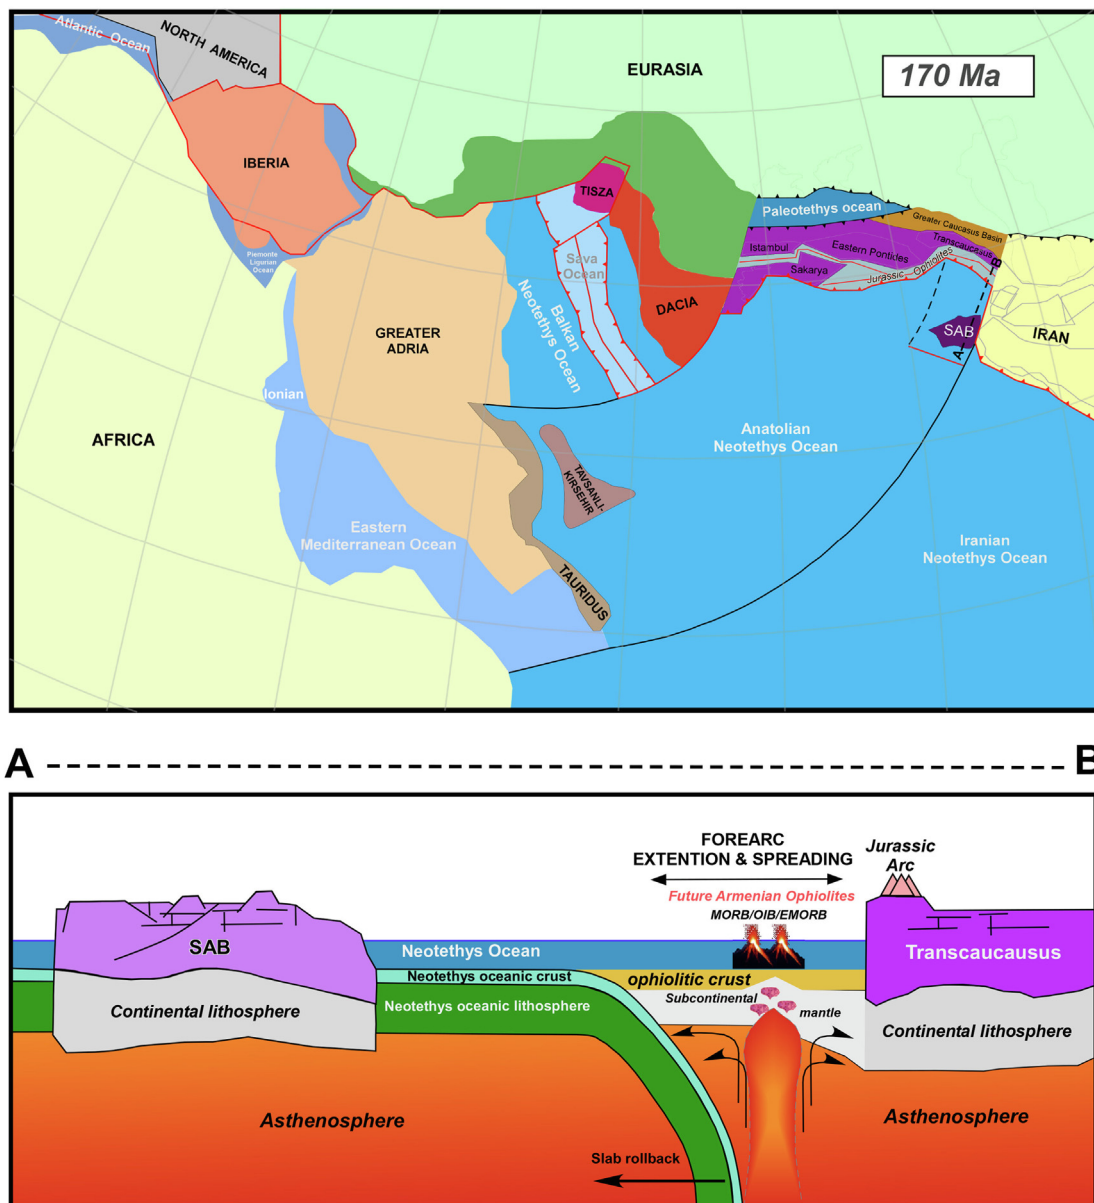 Atlantic Ocean
NORTH AMERICA
EURASIA
170 Ma
IBERIA
TISZA
Paleotethys ocean
Greater Caucasus Basin
Istambul
Eastern Pontides
Transcaucasus
Piemonte
Ligurian
Ocean
Sava
Ocean
Sakarya
Jurassic Ophiolites
B
Balkan
Neotethys Ocean
DACIA
GREATER
ADRIA
SAB
A
IRAN
Ionian
AFRICA
Anatolian
Neotethys Ocean
TAVSANLI-
KIRSEHIR
Eastern
Mediterranean Ocean
Iranian
Neotethys Ocean
TAURIDUS
A
B
FOREARC
EXTENTION & SPREADING
Jurassic
Arc
Future Armenian Ophiolites
MORB/OIB/EMORB
SAB
Neotethys Ocean
Transcaucausus
Neotethys oceanic crust
ophiolitic crust
Subcontinental
mantle
Continental lithosphere
Neotethys oceanic lithosphere
Continental lithosphere
Asthenosphere
Asthenosphere
Slab rollback